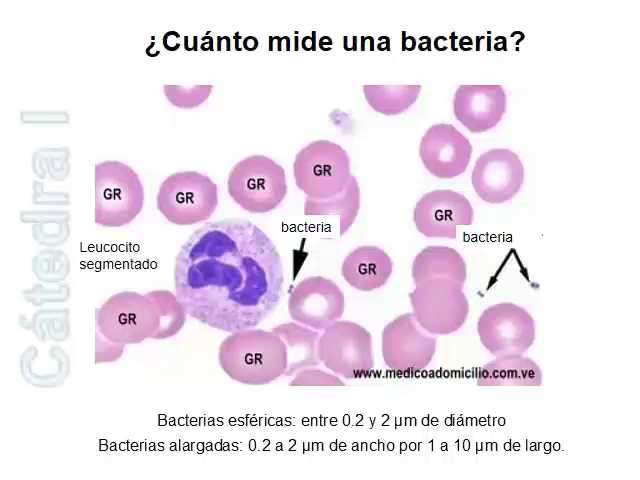 ¿Cuánto mide una bacteria?
Cátedra I
GR
GR
GR
GR
GR
bacteria
bacteria
Leucocito
segmentado
GR
GR
GR
www.medicoadomicilio.com.ve
Bacterias esféricas: entre 0.2 y 2 μm de diámetro
Bacterias alargadas: 0.2 a 2 μm de ancho por 1 a 10 μm de largo.